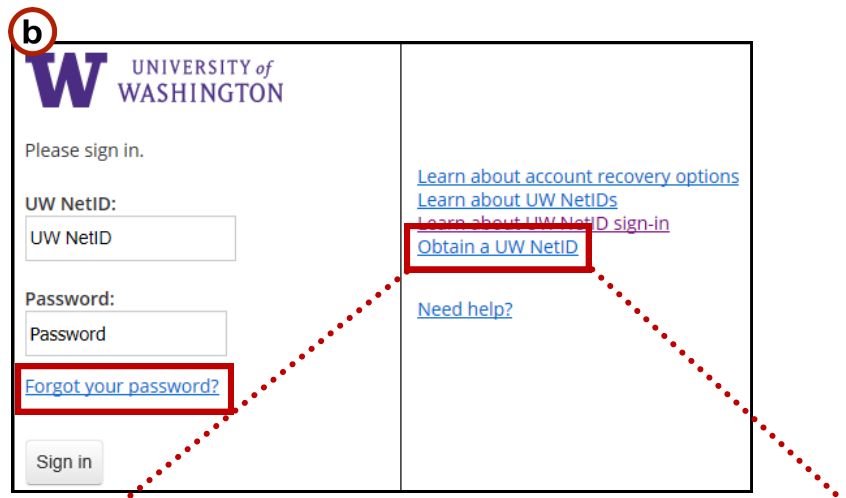 b
W
UNIVERSITY of
WASHINGTON
Please sign in.
UW NetID:
UW NetID
Password:
Password
Forgot your password?
Sign in
Learn about account recovery options
Learn about UW NetIDs
Learn about UW NetID sign-in
Obtain a UW NetID
Need help?